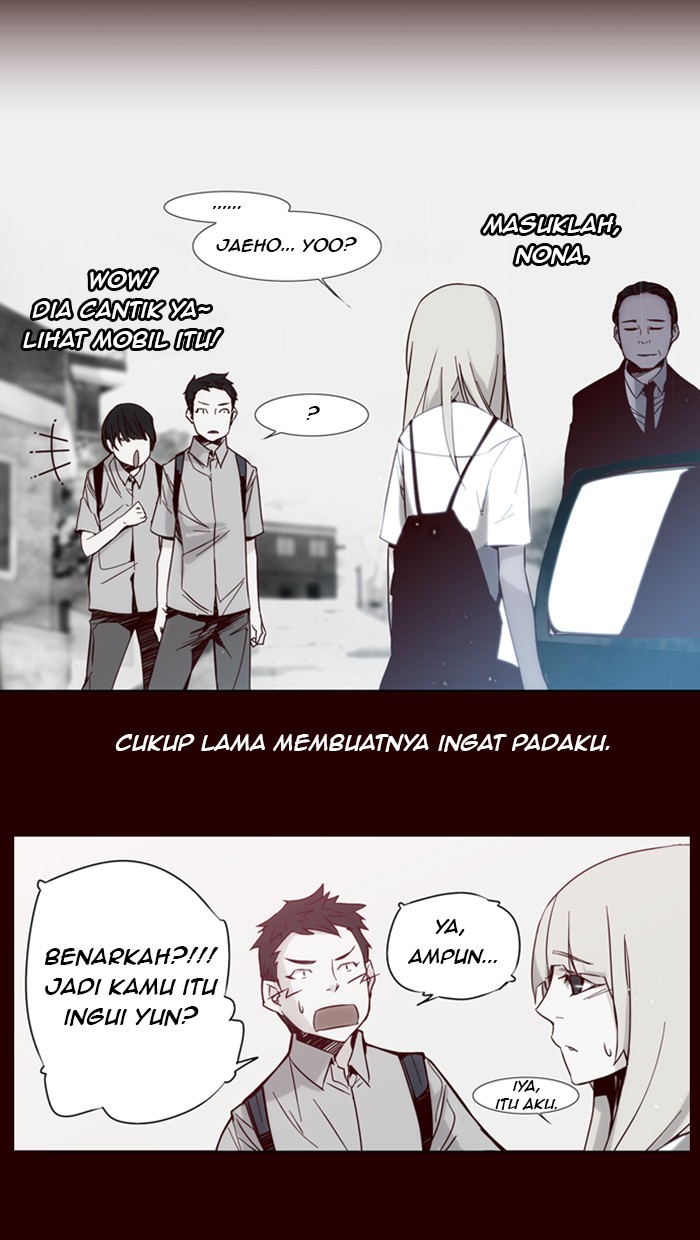 ......
JAEHO... YOO?
MASUKLAH,
NONA.
WOW!
DIA CANTIK YA~
LIHAT MOBIL ITU!
?
CUKUP LAMA MEMBUATNYA INGAT PADAKU.
BENARKAH?!!!
JADI KAMU ITU
INGUI YUN?
YA,
AMPUN...
IYA,
ITU AKU.